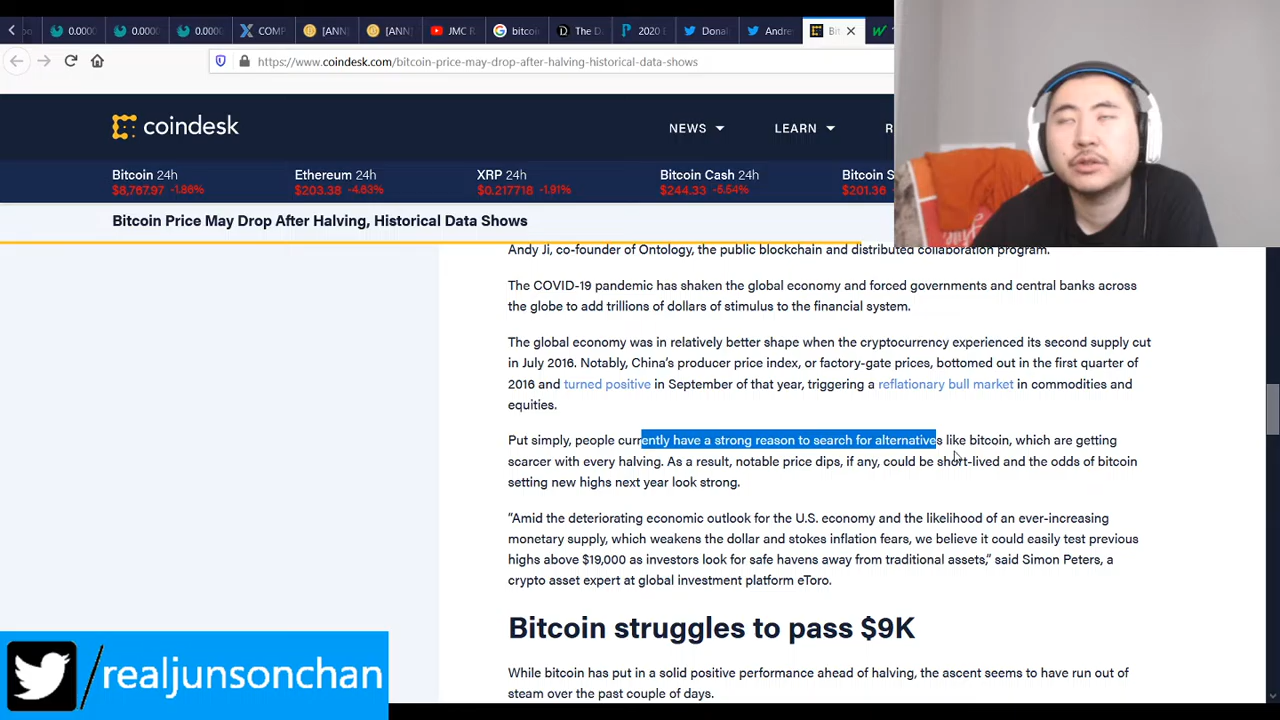 0.0000
0.0000
0.0000
COMP
[ANN]
[ANN]
JMC R
bitcoi
The D
2020 E
Donal
Andre
Bit
https://www.coindesk.com/bitcoin-price-may-drop-after-halving-historical-data-shows
coindesk
NEWS
LEARN
R
Bitcoin 24h
Ethereum 24h
XRP 24h
Bitcoin Cash 24h
Bitcoin S
$8,767.97 -1.86%
$203.38 -4.63%
$0.217718 -1.91%
$244.33 -5.54%
$201.36
Bitcoin Price May Drop After Halving, Historical Data Shows
Andy Ji, co-founder of Ontology, the public blockchain and distributed collaboration program.
The COVID-19 pandemic has shaken the global economy and forced governments and central banks across
the globe to add trillions of dollars of stimulus to the financial system.
The global economy was in relatively better shape when the cryptocurrency experienced its second supply cut
in July 2016. Notably, China's producer price index, or factory-gate prices, bottomed out in the first quarter of
2016 and turned positive in September of that year, triggering a reflationary bull market in commodities and
equities.
Put simply, people currently have a strong reason to search for alternatives like bitcoin, which are getting
scarcer with every halving. As a result, notable price dips, if any, could be short-lived and the odds of bitcoin
setting new highs next year look strong.
"Amid the deteriorating economic outlook for the U.S. economy and the likelihood of an ever-increasing
monetary supply, which weakens the dollar and stokes inflation fears, we believe it could easily test previous
highs above $19,000 as investors look for safe havens away from traditional assets," said Simon Peters, a
crypto asset expert at global investment platform eToro.
Bitcoin struggles to pass $9K
While bitcoin has put in a solid positive performance ahead of halving, the ascent seems to have run out of
steam over the past couple of days.
/realjunsonchan